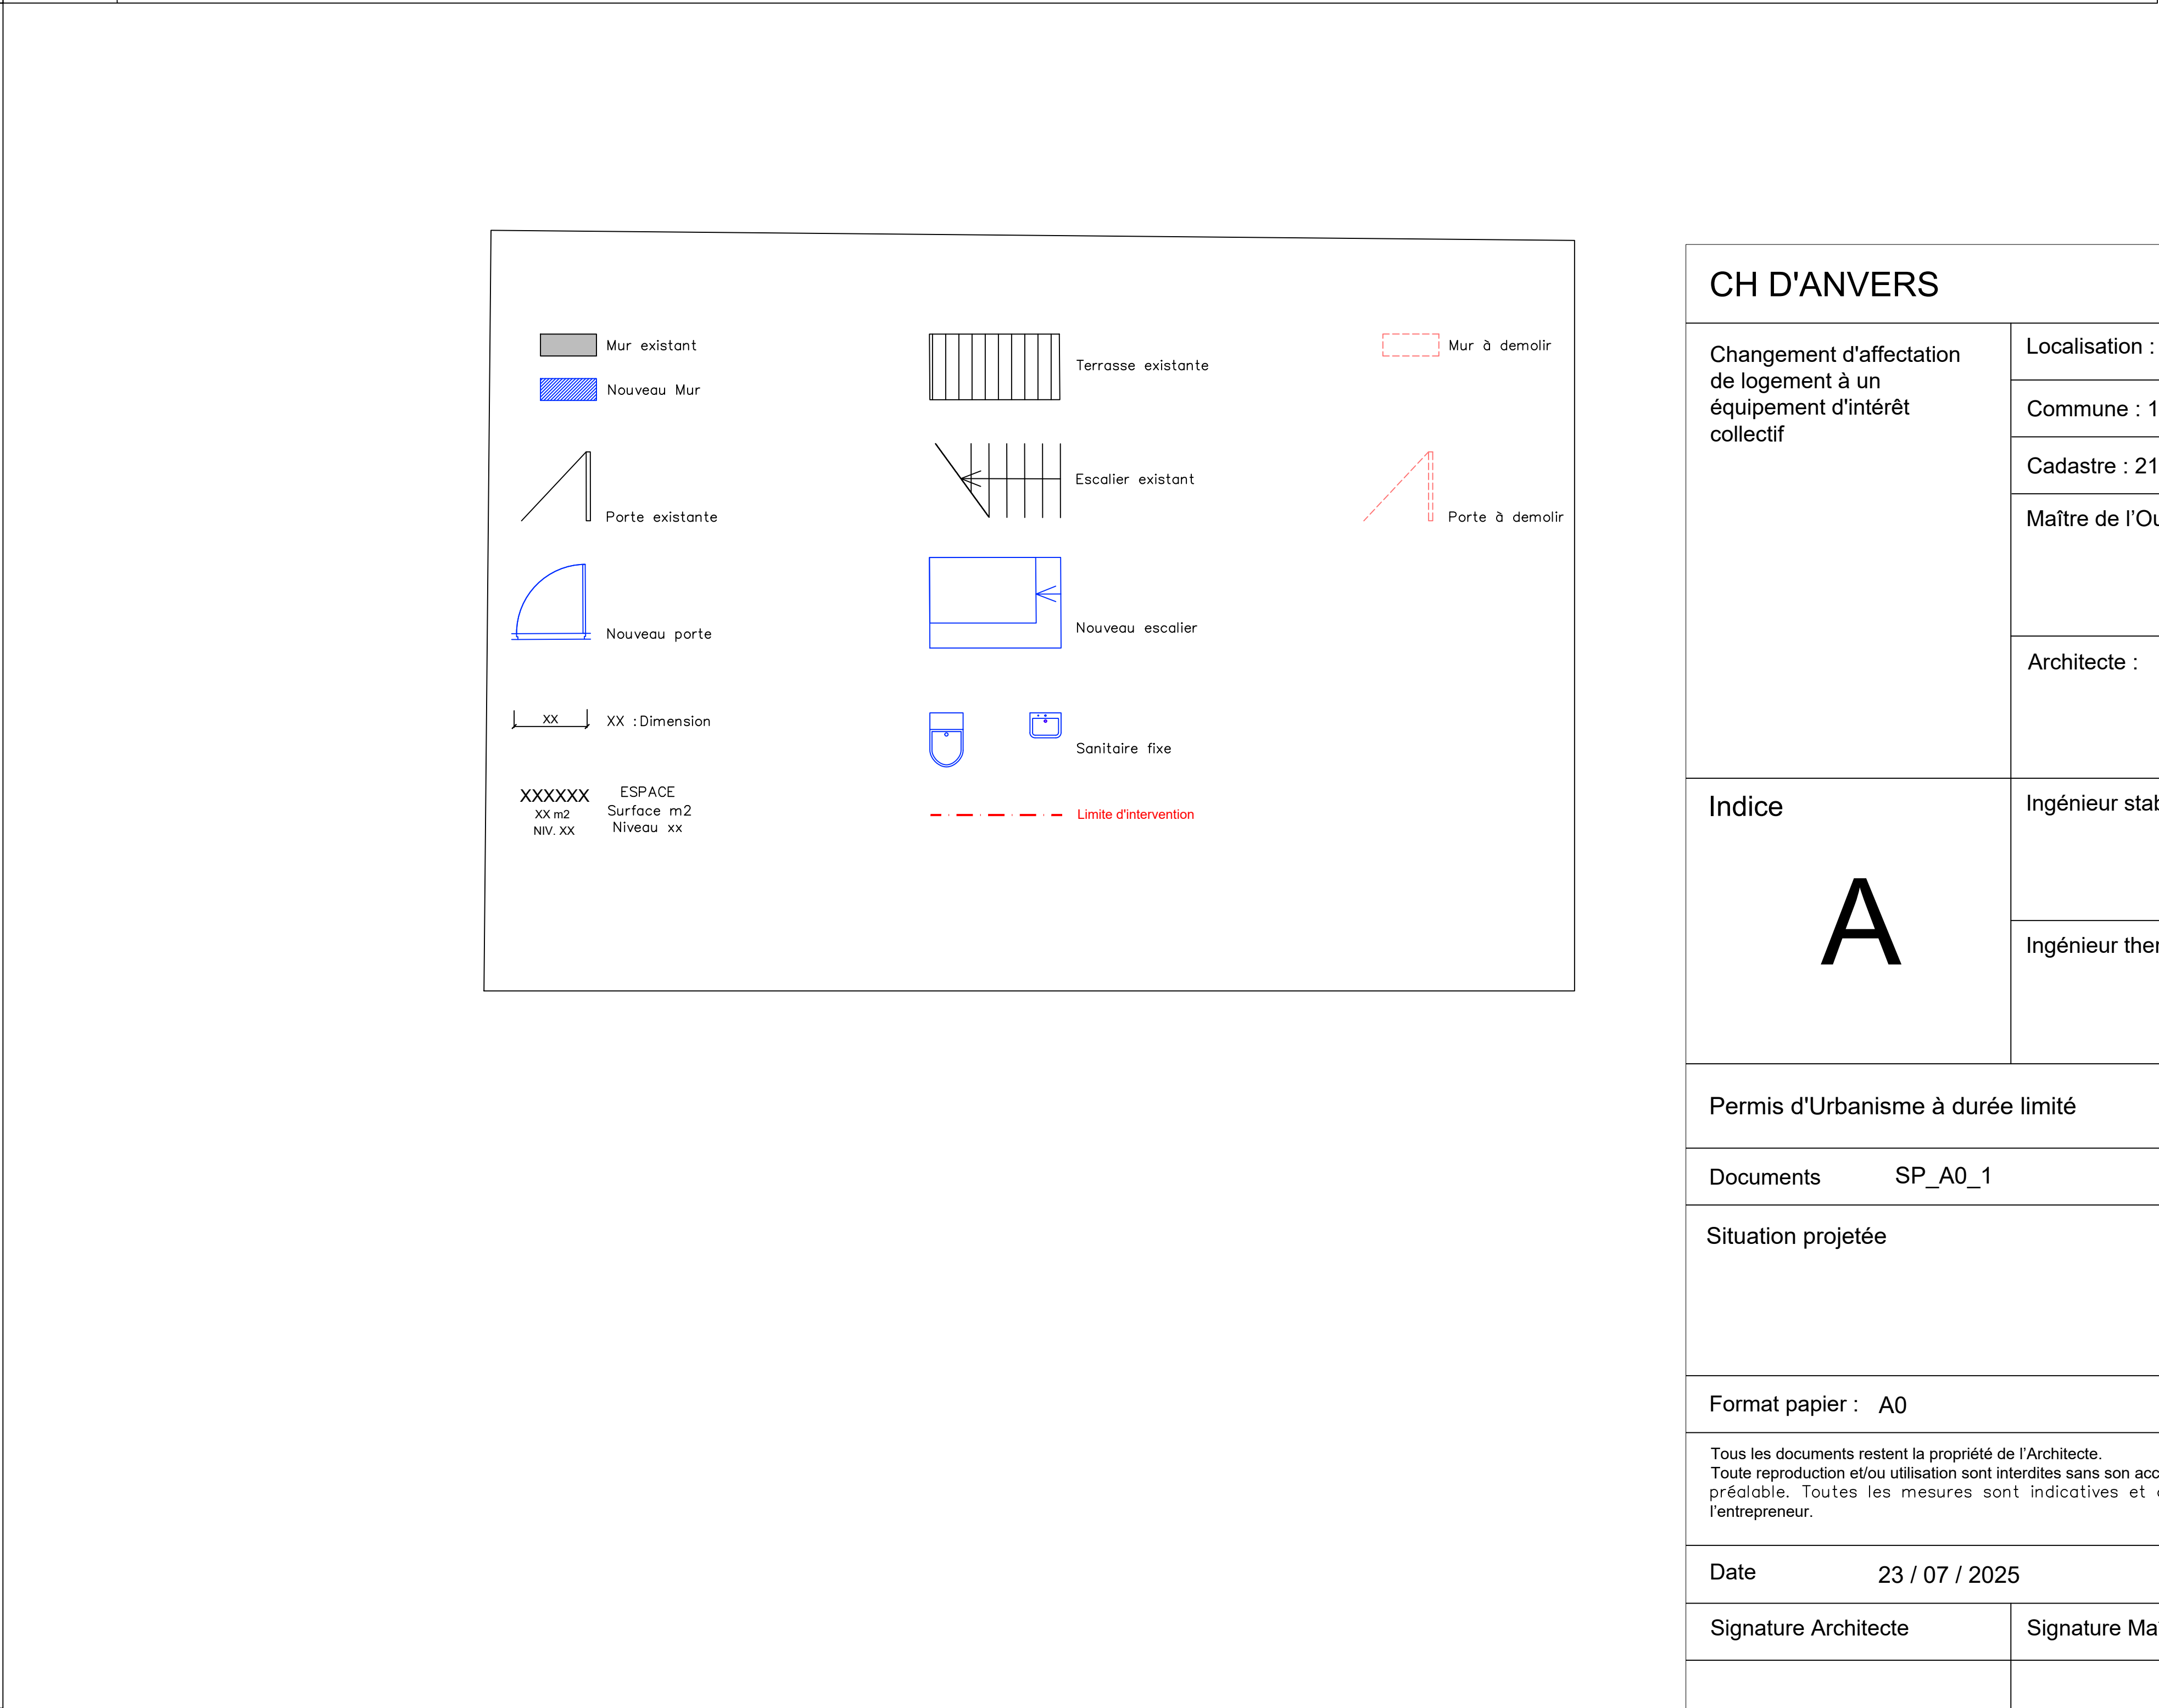 Mur existant
Nouveau Mur
Porte existante
Nouveau porte
XX
XX :Dimension
XXXXXX
XX m2
NIV. XX
ESPACE
Surface m2
Niveau xx
Terrasse existante
Escalier existant
Nouveau escalier
Sanitaire fixe
Limite d'intervention
Mur à demolir
Porte à demolir
CH D'ANVERS
Changement d'affectation
de logement à un
équipement d'intérêt
collectif
Localisation :
Commune : 1
Cadastre : 21
Maître de l’Ou
Architecte :
Indice
A
Ingénieur stab
Ingénieur ther
Permis d'Urbanisme à durée limité
Documents SP_A0_1
Situation projetée
Format papier : A0
Tous les documents restent la propriété de l’Architecte.
Toute reproduction et/ou utilisation sont interdites sans son acc
préalable. Toutes les mesures sont indicatives et
l’entrepreneur.
Date 23 / 07 / 2025
Signature Architecte
Signature Ma